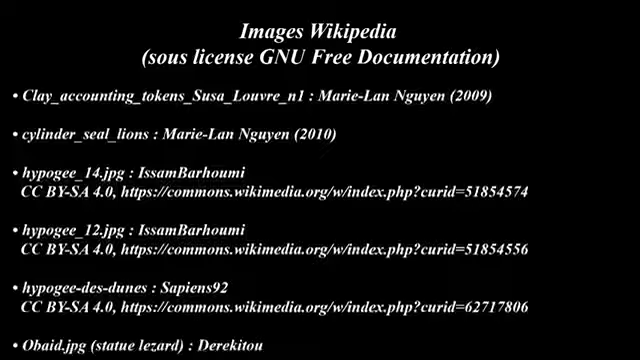 Images Wikipedia
(sous license GNU Free Documentation)
• Clay_accounting_tokens_Susa_Louvre_n1 : Marie-Lan Nguyen (2009)
• cylinder_seal_lions : Marie-Lan Nguyen (2010)
• hypogee_14.jpg : IssamBarhoumi
CC BY-SA 4.0, https://commons.wikimedia.org/w/index.php?curid=51854574
• hypogee_12.jpg : IssamBarhoumi
CC BY-SA 4.0, https://commons.wikimedia.org/w/index.php?curid=51854556
• hypogee-des-dunes : Sapiens92
CC BY-SA 4.0, https://commons.wikimedia.org/w/index.php?curid=62717806
• Obaid.jpg (statue lezard) : Derekitou